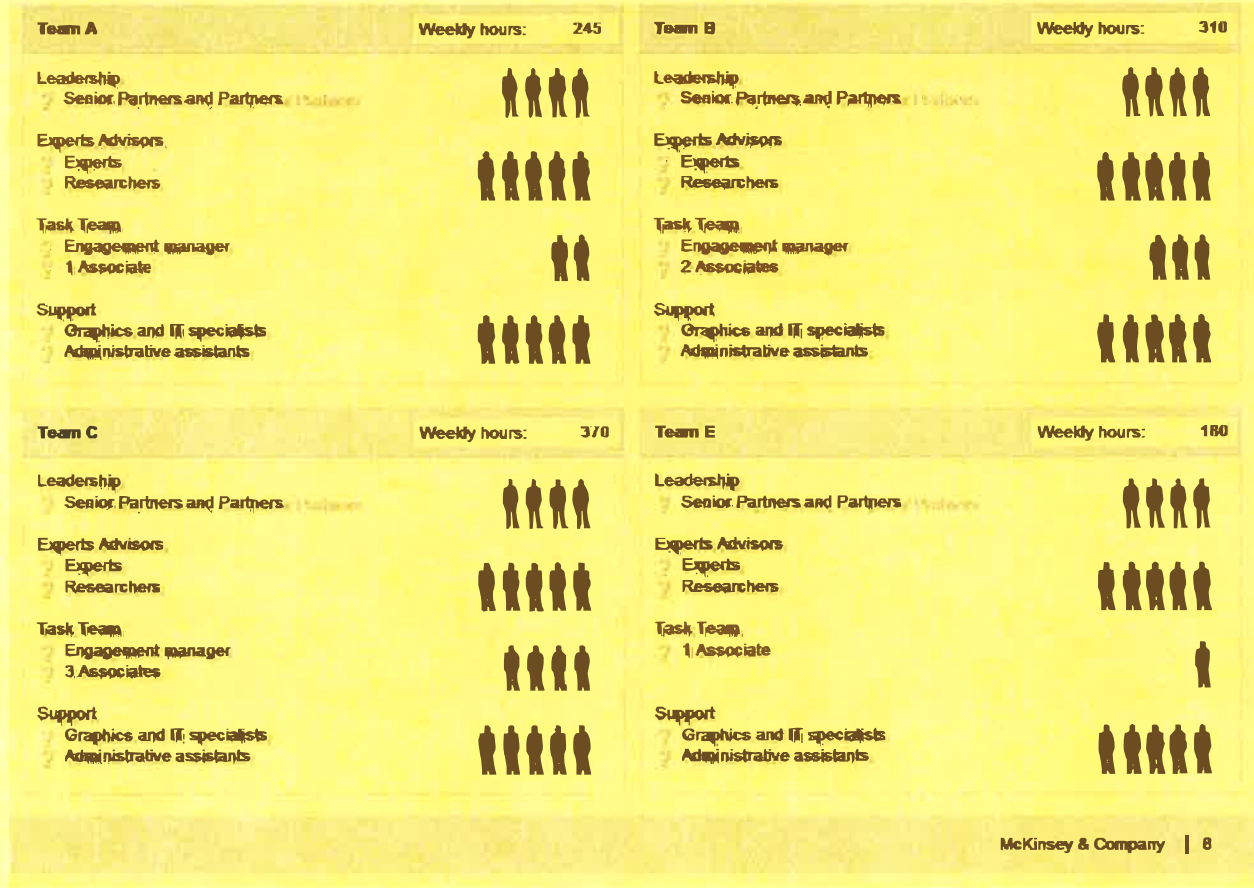 Team A Weekly hours: 245
Leadership
Senior Partners and Partners
Experts Advisors
Experts
Researchers
Task Team
Engagement manager
1 Associate
Support
Graphics and IT specialists
Administrative assistants
Team B Weekly hours: 310
Leadership
Senior Partners and Partners
Experts Advisors
Experts
Researchers
Task Team
Engagement manager
2 Associates
Support
Graphics and IT specialists
Administrative assistants
Team C Weekly hours: 370
Leadership
Senior Partners and Partners
Experts Advisors
Experts
Researchers
Task Team
Engagement manager
3 Associates
Support
Graphics and IT specialists
Administrative assistants
Team E Weekly hours: 180
Leadership
Senior Partners and Partners
Experts Advisors
Experts
Researchers
Task Team
1 Associate
Support
Graphics and IT specialists
Administrative assistants
McKinsey & Company | 8